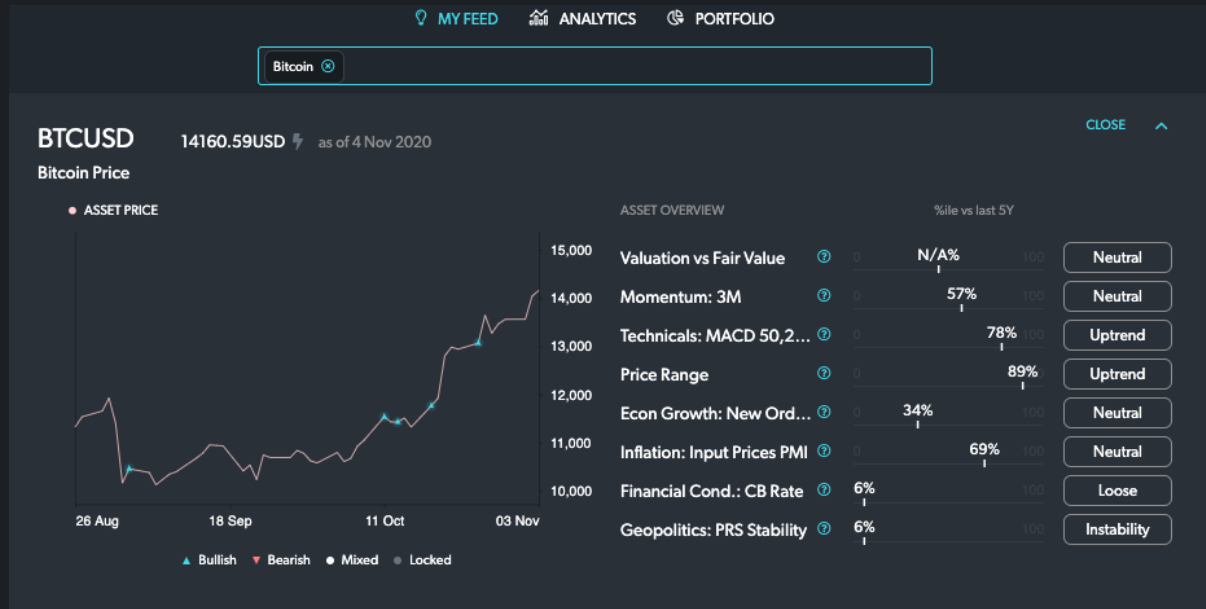 MY FEED ANALYTICS PORTFOLIO
Bitcoin
CLOSE
BTCUSD 14160.59USD as of 4 Nov 2020
Bitcoin Price
ASSET PRICE
15,000
14,000
13,000
12,000
11,000
10,000
26 Aug 18 Sep 11 Oct 03 Nov
Bullish Bearish Mixed Locked
ASSET OVERVIEW %ile vs last 5Y
Valuation vs Fair Value ? 0 N/A% 100 Neutral
Momentum: 3M ? 0 57% 100 Neutral
Technicals: MACD 50,2... ? 0 78% 100 Uptrend
Price Range ? 0 89% Uptrend
Econ Growth: New Ord... ? 0 34% 100 Neutral
Inflation: Input Prices PMI ? 0 69% 100 Neutral
Financial Cond.: CB Rate ? 6% 100 Loose
Geopolitics: PRS Stability ? 6% 100 Instability